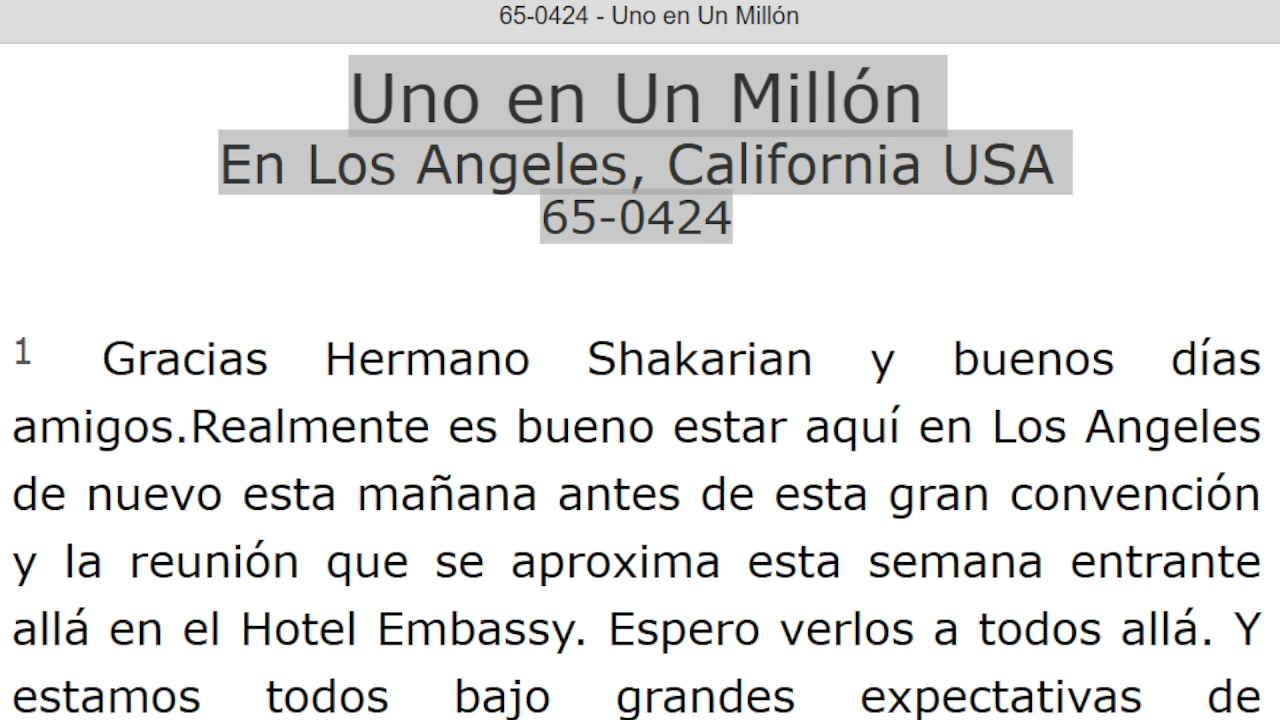 65-0424 - Uno en Un Millón
Uno en Un Millón
En Los Angeles, California USA
65-0424
1 Gracias Hermano Shakarian y buenos días
amigos.Realmente es bueno estar aquí en Los Angeles
de nuevo esta mañana antes de esta gran convención
y la reunión que se aproxima esta semana entrante
allá en el Hotel Embassy. Espero verlos a todos allá. Y
estamos todos bajo grandes expectativas de